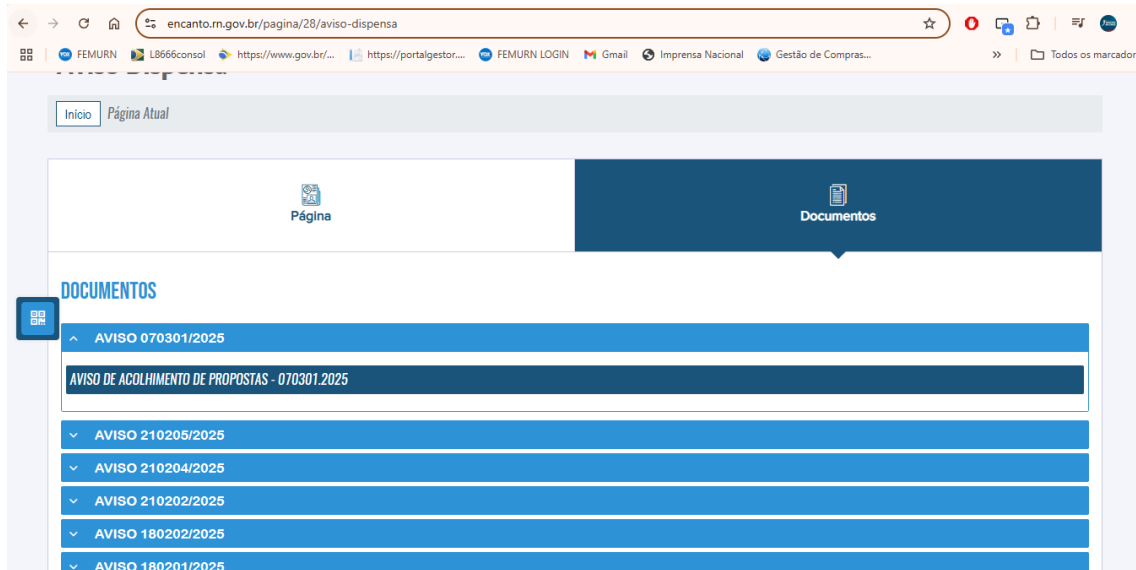 encanto.rn.gov.br/pagina/28/aviso-dispensa
FEMURN L8666consol https://www.gov.br/... https://portalgestor.... FEMURN LOGIN Gmail Imprensa Nacional Gestão de Compras... » Todos os marcador
Aviso Dispensa
Início Página Atual
Página
Documentos
DOCUMENTOS
AVISO 070301/2025
AVISO DE ACOLHIMENTO DE PROPOSTAS - 070301.2025
AVISO 210205/2025
AVISO 210204/2025
AVISO 210202/2025
AVISO 180202/2025
AVISO 180201/2025